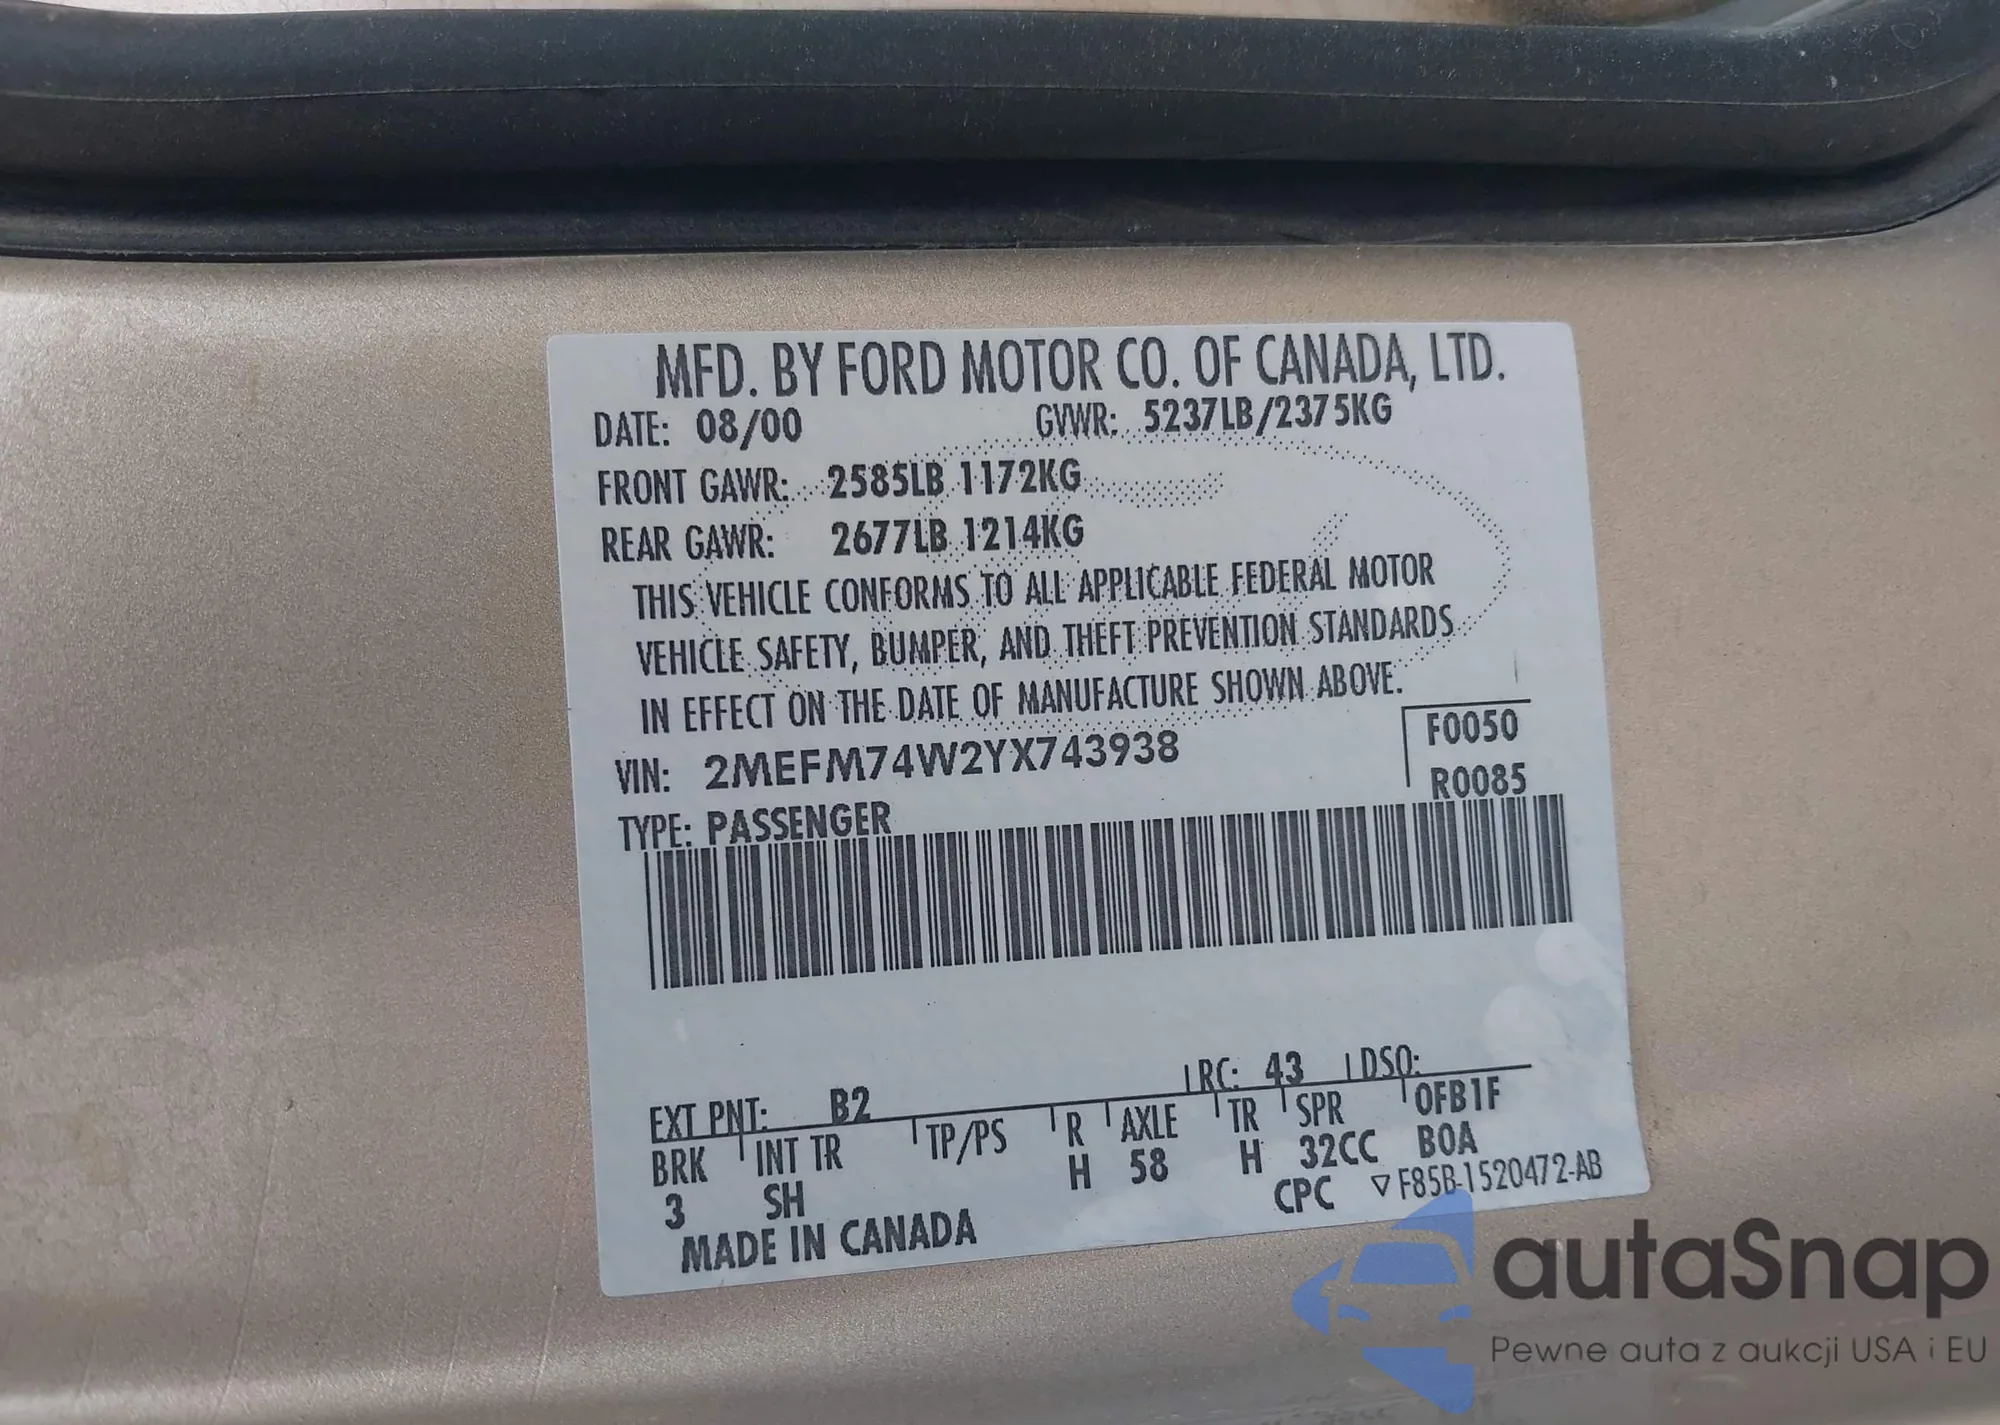 MFD. BY FORD MOTOR CO. OF CANADA, LTD.
DATE: 08/00 GVWR: 5237LB/2375KG
FRONT GAWR: 2585LB 1172KG
REAR GAWR: 2677LB 1214KG
THIS VEHICLE CONFORMS TO ALL APPLICABLE FEDERAL MOTOR
VEHICLE SAFETY, BUMPER, AND THEFT PREVENTION STANDARDS
IN EFFECT ON THE DATE OF MANUFACTURE SHOWN ABOVE.
VIN: 2MEFM74W2YX743938
F0050
R0085
TYPE: PASSENGER
EXT PNT: B2 RC: 43 DSO:
BRK INT TR TP/PS R AXLE TR SPR 0FB1F
3 SH H 58 H 32CC B0A
MADE IN CANADA CPC ▽ F85B-1520472-AB
autaSnap
Pewne auta z aukcji USA i EU